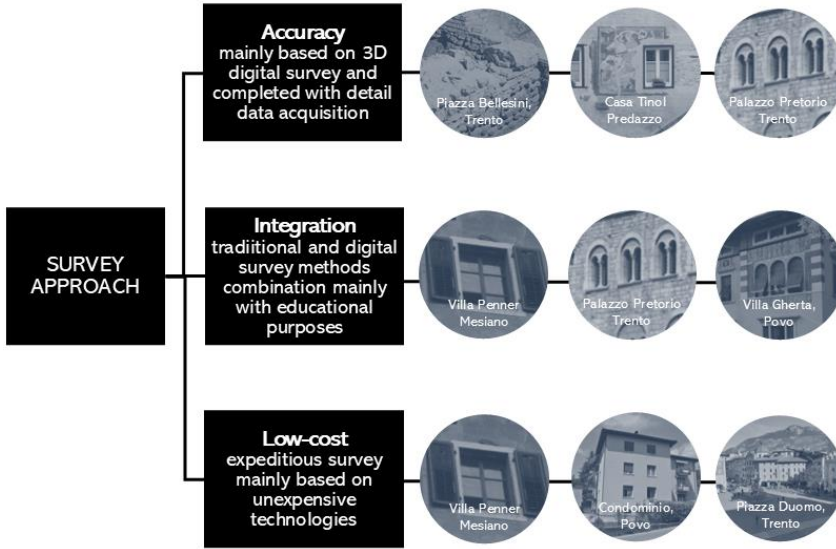 SURVEY
APPROACH
Accuracy
mainly based on 3D
digital survey and
completed with detail
data acquisition
Piazza Bellesini,
Trento
Casa Tinol
Predazzo
Palazzo Pretorio
Trento
Integration
traditional and digital
survey methods
combination mainly
with educational
purposes
Villa Penner
Mesiano
Palazzo Pretorio
Trento
Villa Gherta,
Povo
Low-cost
expeditious survey
mainly based on
unexpensive
technologies
Villa Penner
Mesiano
Condominio,
Povo
Piazza Duomo,
Trento